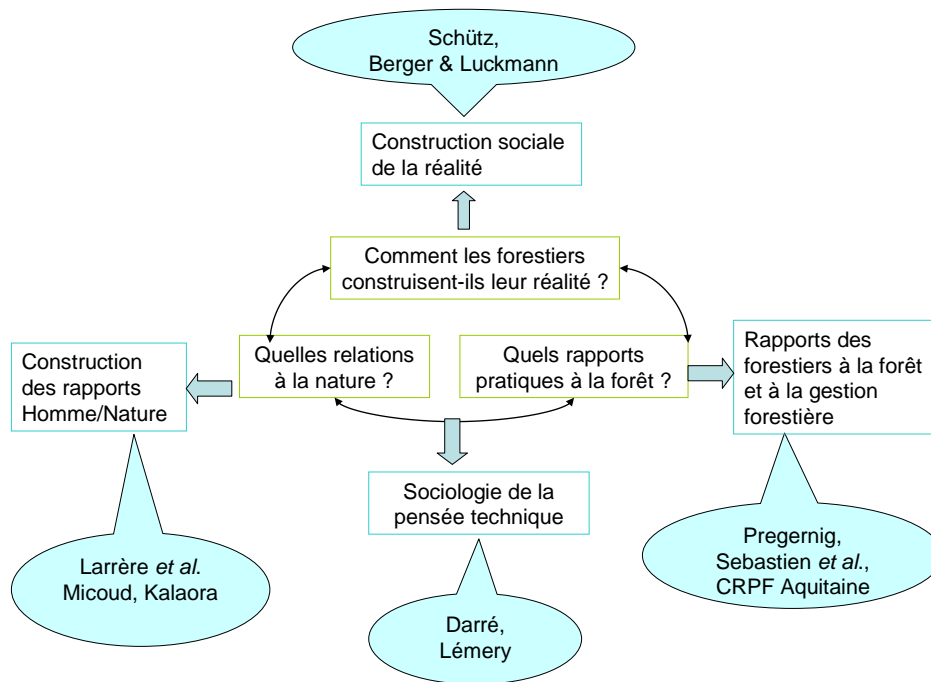 Schütz,
Berger & Luckmann
Construction sociale
de la réalité
Comment les forestiers
construisent-ils leur réalité ?
Construction
des rapports
Homme/Nature
Quelles relations
à la nature ?
Quels rapports
pratiques à la forêt ?
Rapports des
forestiers à la forêt
et à la gestion
forestière
Sociologie de la
pensée technique
Larrère et al.
Micoud, Kalaora
Darré,
Lémery
Pregernig,
Sebastien et al.,
CRPF Aquitaine